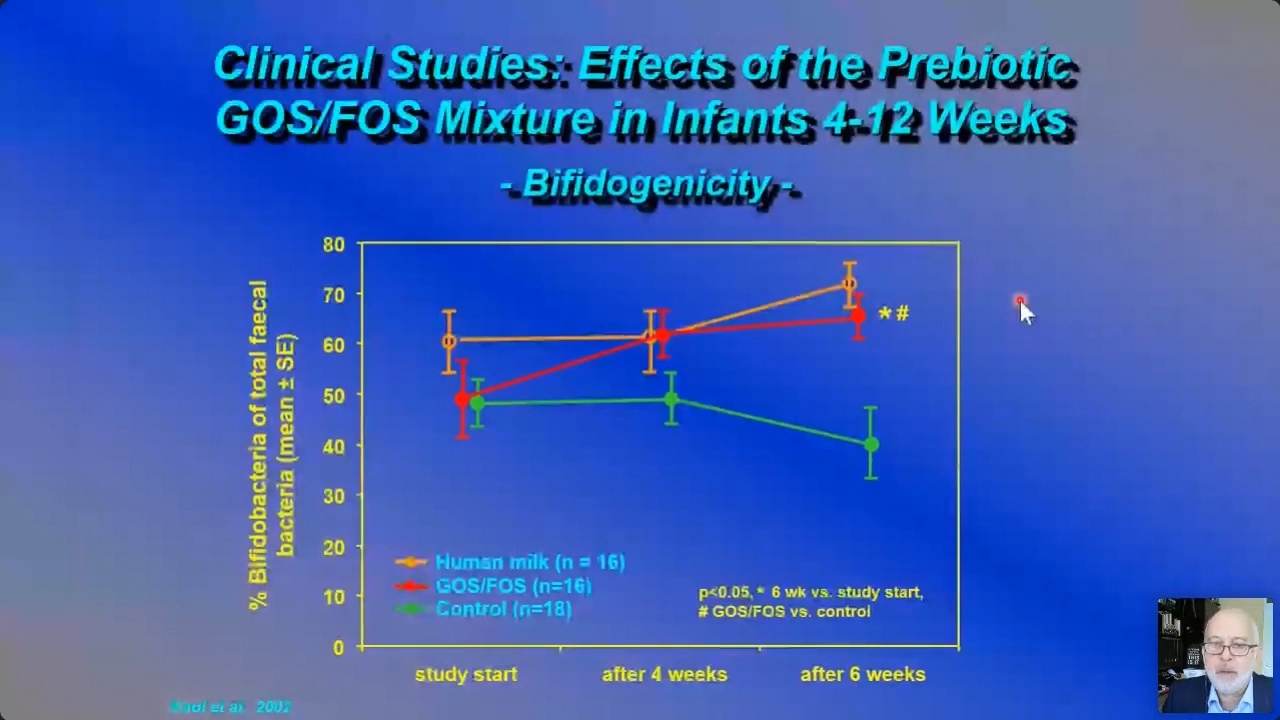 Clinical Studies: Effects of the Prebiotic
GOS/FOS Mixture in Infants 4-12 Weeks
- Bifidogenicity -
% Bifidobacteria of total faecal
bacteria (mean ± SE)
80
70
60
50
40
30
20
10
0
* #
Human milk (n = 16)
GOS/FOS (n=16)
Control (n=18)
p<0.05, * 6 wk vs. study start,
# GOS/FOS vs. control
study start
after 4 weeks
after 6 weeks
et al. 2002